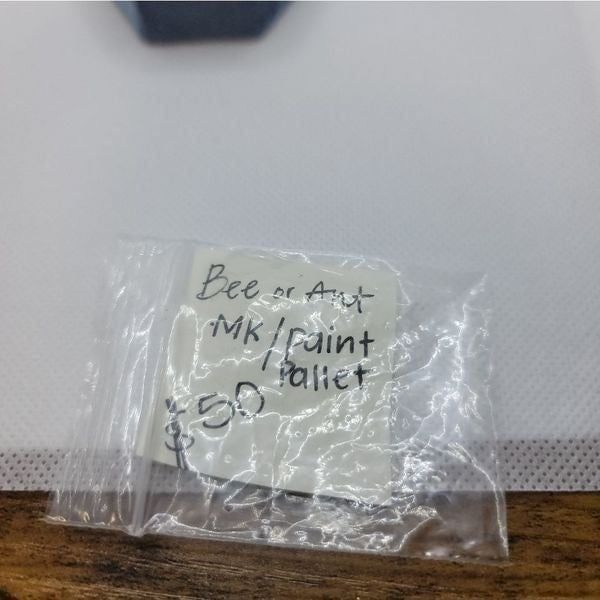 Bee or Ant
MK/paint
Pallet
$50